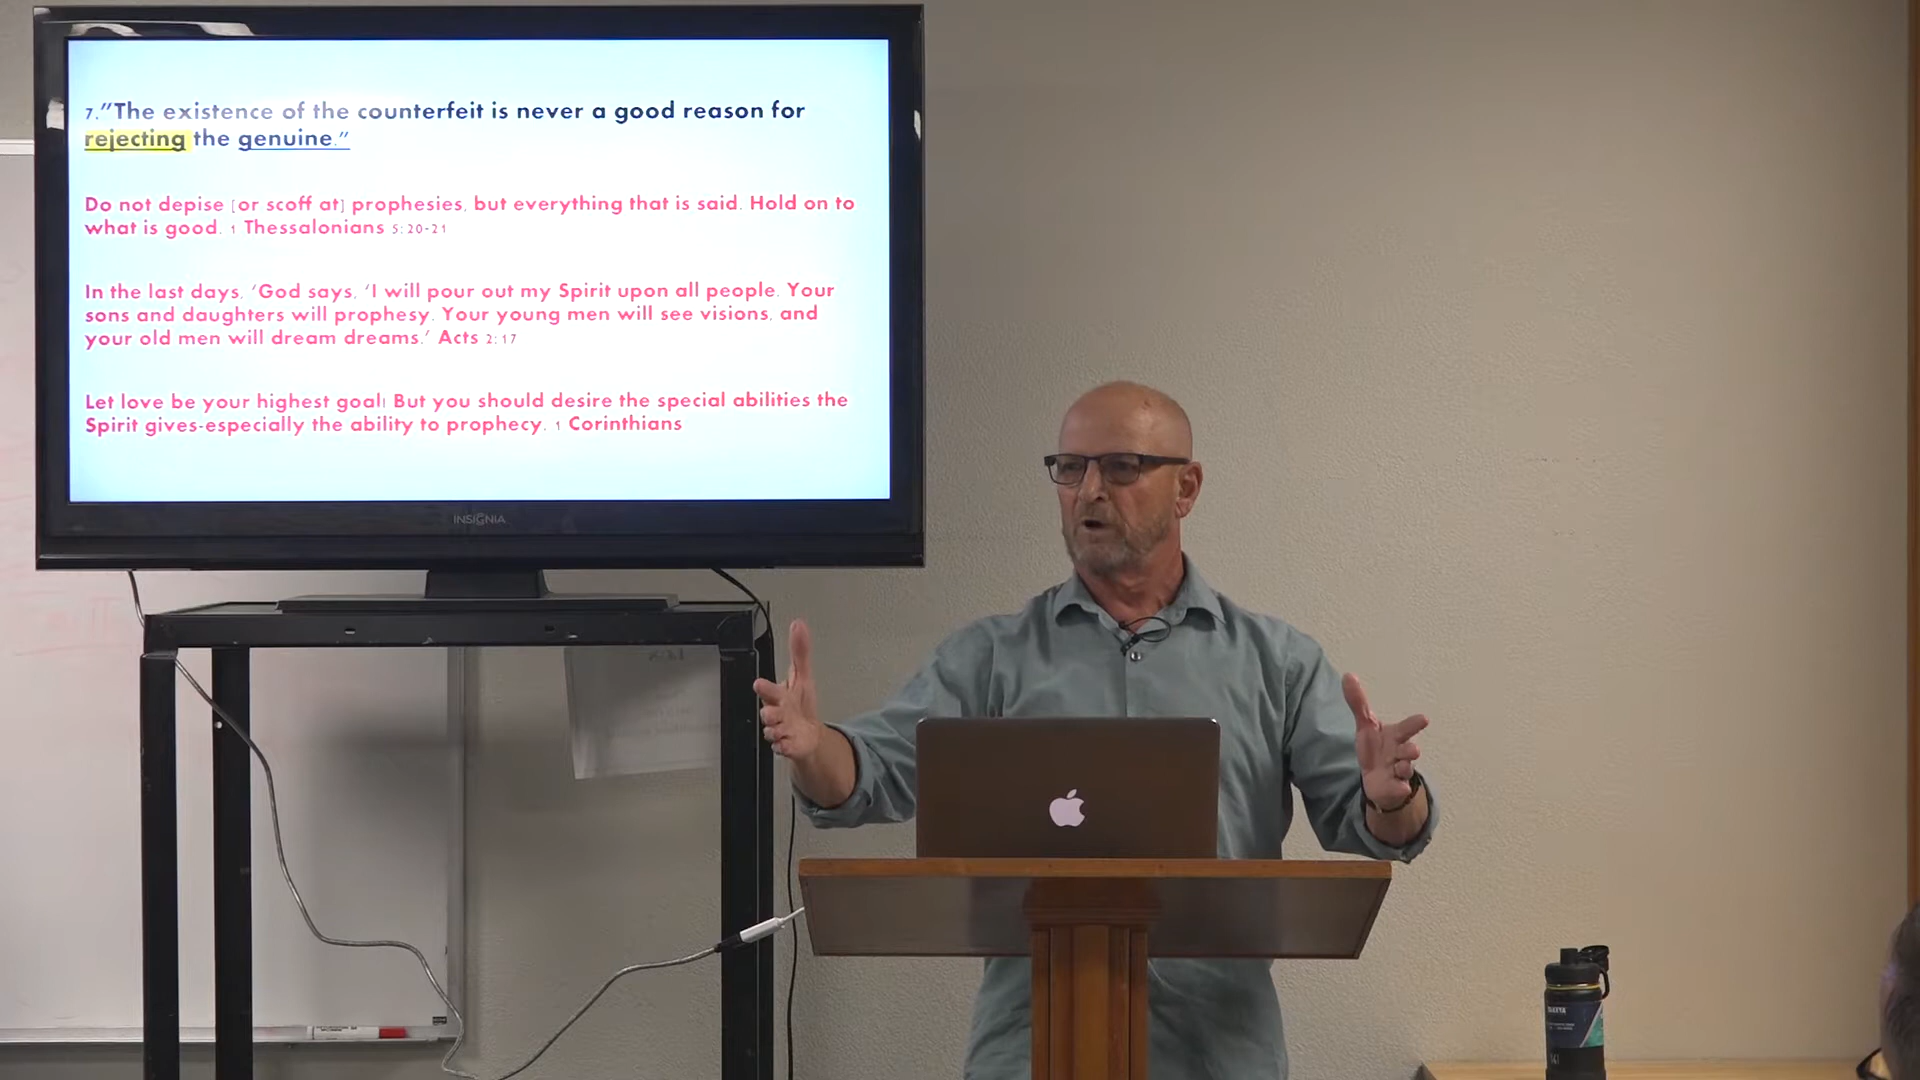 7."The existence of the counterfeit is never a good reason for
rejecting the genuine."
Do not depise [or scoff at] prophesies, but everything that is said. Hold on to
what is good. 1 Thessalonians 5:20-21
In the last days, 'God says, 'I will pour out my Spirit upon all people. Your
sons and daughters will prophesy. Your young men will see visions, and
your old men will dream dreams.' Acts 2:17
Let love be your highest goal! But you should desire the special abilities the
Spirit gives-especially the ability to prophecy. 1 Corinthians
INSIGNIA